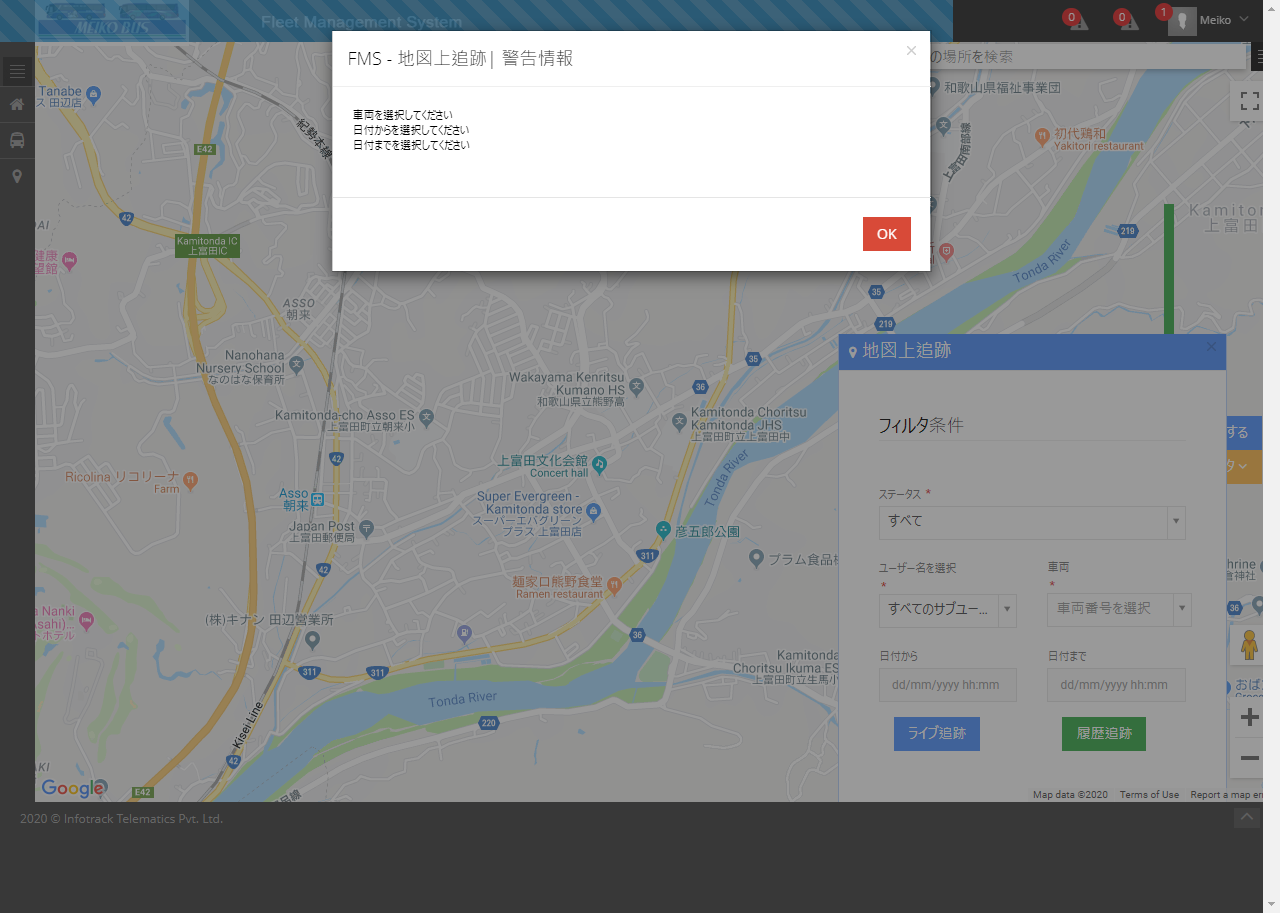 MEIKO BUS
Fleet Management System
0
0
1
Meiko
FMS - 地図上追跡| 警告情報
×
車両を選択してください
日付からを選択してください
日付までを選択してください
OK
の場所を検索
Tanabe
ス 田辺店
紀勢本線
E42
42
Kamitonda IC
上富田IC
健康
望館
ASSO
朝来
Nanohana
Nursery School
なのはな保育所
Kamitonda-cho Asso ES
上富田町立朝来小
42
Ricolina リコリーナ
Farm
Asso
朝来
Japan Post
上富田郵便局
42
(株)キナン 田辺営業所
311
311
Kisei Line
42
E42
Google
Tonda River
220
Wakayama Kenritsu
Kumano HS
和歌山県立熊野高
36
35
Kamitonda Choritsu
Kamitonda JHS
上富田町立上富田中
上富田文化会館
Concert hall
Super Evergreen -
Kamitonda store
スーパーエバグリーン
プラス 上富田店
Tonda River
彦五郎公園
311
麺家口熊野食堂
Ramen restaurant
プラム食品
36
Kamitonda
Choritsu Ikuma ES
上富田町立生馬小
和歌山県福祉事業団
初代鶏和
Yakitori restaurant
上富田南部線
219
Tonda River
35
219
上富田
地図上追跡
×
フィルタ条件
ステータス *
すべて
ユーザー名を選択
*
すべてのサブユー...
車両
*
車両番号を選択
日付から
dd/mm/yyyy hh:mm
日付まで
dd/mm/yyyy hh:mm
ライブ追跡
履歴追跡
する
36
おば
Map data ©2020
Terms of Use
Report a map
2020 © Infotrack Telematics Pvt. Ltd.